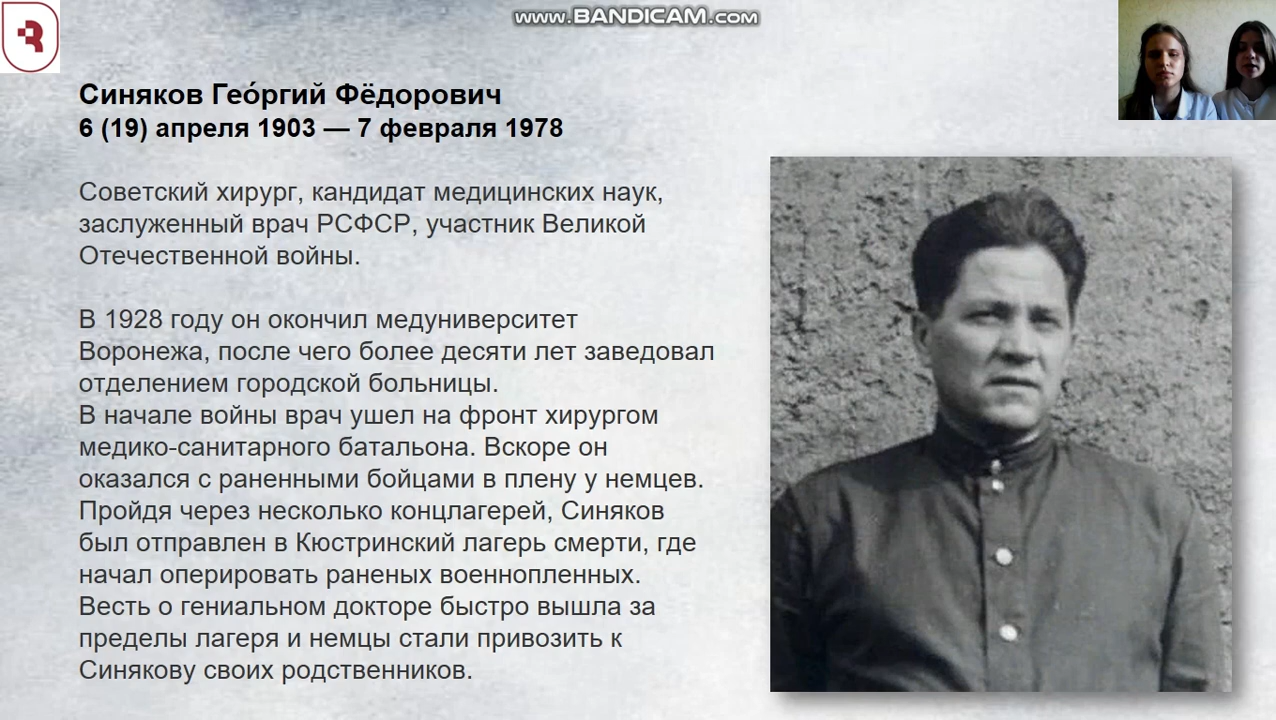 www.BANDICAM.com
Синяков Гео́ргий Фёдорович
6 (19) апреля 1903 — 7 февраля 1978
Советский хирург, кандидат медицинских наук,
заслуженный врач РСФСР, участник Великой
Отечественной войны.
В 1928 году он окончил медуниверситет
Воронежа, после чего более десяти лет заведовал
отделением городской больницы.
В начале войны врач ушел на фронт хирургом
медико-санитарного батальона. Вскоре он
оказался с раненными бойцами в плену у немцев.
Пройдя через несколько концлагерей, Синяков
был отправлен в Кюстринский лагерь смерти, где
начал оперировать раненых военнопленных.
Весть о гениальном докторе быстро вышла за
пределы лагеря и немцы стали привозить к
Синякову своих родственников.